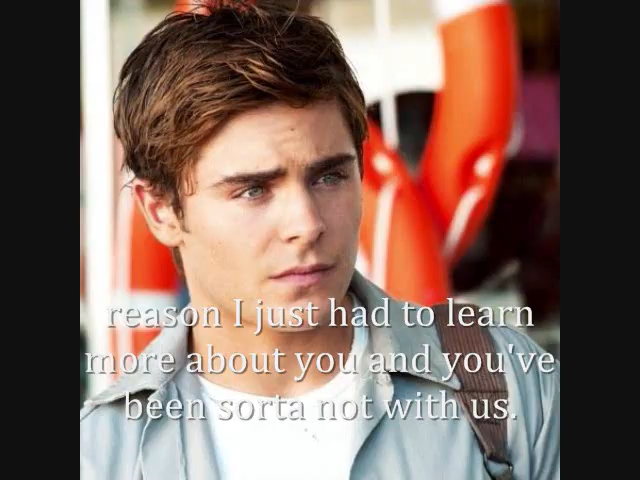 reason I just had to learn
more about you and you've
been sorta not with us.